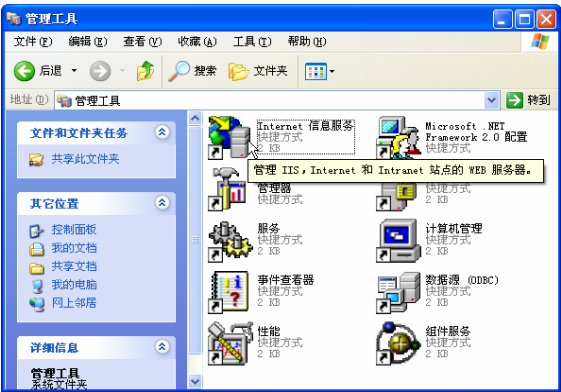 管理工具
文件(F) 编辑(E) 查看(V) 收藏(A) 工具(T) 帮助(H)
后退 搜索 文件夹
地址(D) 管理工具 转到
文件和文件夹任务
共享此文件夹
其它位置
控制面板
我的文档
共享文档
我的电脑
网上邻居
详细信息
管理工具
系统文件夹
Internet 信息服务
快捷方式
2 KB
Microsoft .NET
Framework 2.0 配置
快捷方式
管理 IIS，Internet 和 Intranet 站点的 WEB 服务器。
管理器
快捷方式
2 KB
快捷方式
2 KB
服务
快捷方式
2 KB
计算机管理
快捷方式
2 KB
事件查看器
快捷方式
2 KB
数据源 (ODBC)
快捷方式
2 KB
性能
快捷方式
2 KB
组件服务
快捷方式
2 KB